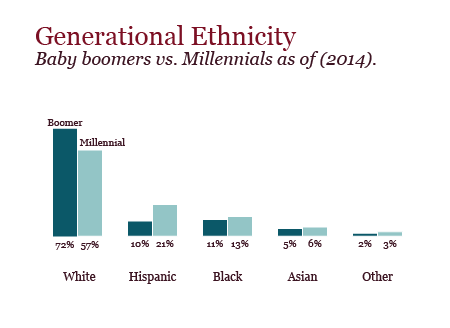 Generational Ethnicity
Baby boomers vs. Millennials as of (2014).
Boomer
Millennial
72% 57% 10% 21% 11% 13% 5% 6% 2% 3%
White Hispanic Black Asian Other